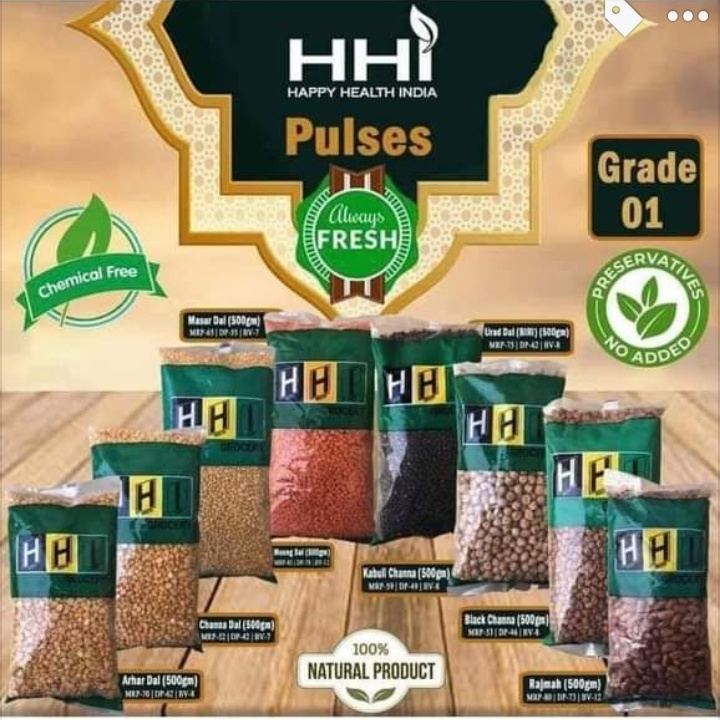 HHI
HAPPY HEALTH INDIA
Pulses
Grade
01
Always
FRESH
Chemical Free
PRESERVATIVES
NO ADDED
Masar Dal (500gm)
MRP-65 | DP-55 | BV-7
Urad Dal (BIRI) (500gm)
MRP-75 | DP-62 | BV-8
HHI
GROCERY
Moong Dal (500gm)
Kabuli Channa (500gm)
MRP-59 | DP-49 | BV-8
Channa Dal (500gm)
MRP-52 | DP-42 | BV-7
Black Channa (500gm)
MRP-53 | DP-46 | BV-8
Arhar Dal (500gm)
MRP-70 | DP-62 | BV-8
Rajmah (500gm)
MRP-80 | DP-73 | BV-12
100%
NATURAL PRODUCT